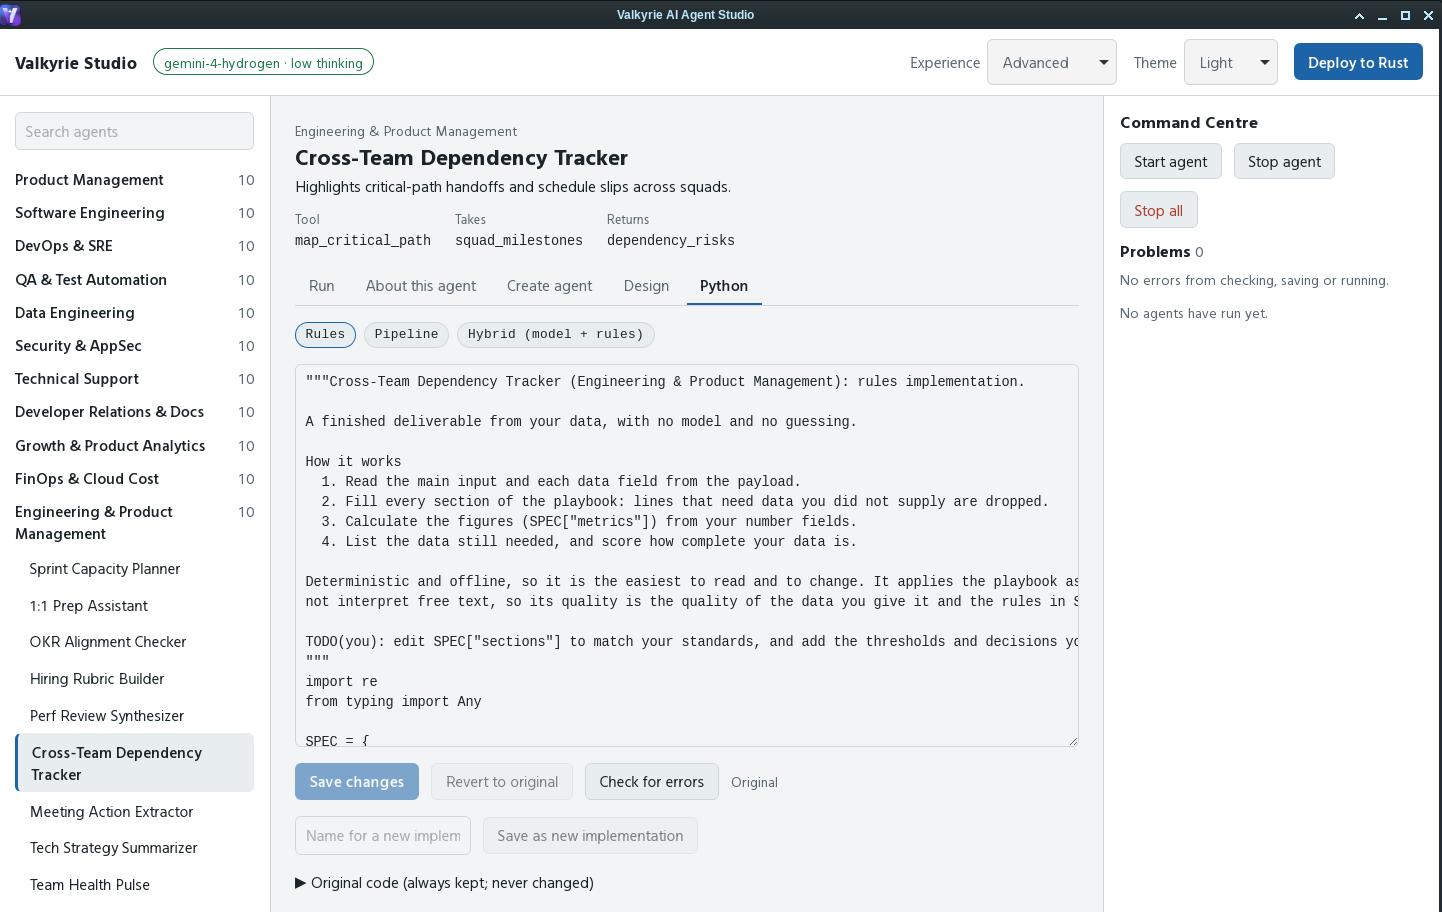 Valkyrie AI Agent Studio
Valkyrie Studio
gemini-4-hydrogen · low thinking
Experience
Advanced
Theme
Light
Deploy to Rust
Search agents
Product Management 10
Software Engineering 10
DevOps & SRE 10
QA & Test Automation 10
Data Engineering 10
Security & AppSec 10
Technical Support 10
Developer Relations & Docs 10
Growth & Product Analytics 10
FinOps & Cloud Cost 10
Engineering & Product 10
Management
Sprint Capacity Planner
1:1 Prep Assistant
OKR Alignment Checker
Hiring Rubric Builder
Perf Review Synthesizer
Cross-Team Dependency
Tracker
Meeting Action Extractor
Tech Strategy Summarizer
Team Health Pulse
Engineering & Product Management
Cross-Team Dependency Tracker
Highlights critical-path handoffs and schedule slips across squads.
Tool Takes Returns
map_critical_path squad_milestones dependency_risks
Run About this agent Create agent Design Python
Rules Pipeline Hybrid (model + rules)
"""Cross-Team Dependency Tracker (Engineering & Product Management): rules implementation.
A finished deliverable from your data, with no model and no guessing.
How it works
1. Read the main input and each data field from the payload.
2. Fill every section of the playbook: lines that need data you did not supply are dropped.
3. Calculate the figures (SPEC["metrics"]) from your number fields.
4. List the data still needed, and score how complete your data is.
Deterministic and offline, so it is the easiest to read and to change. It applies the playbook as
not interpret free text, so its quality is the quality of the data you give it and the rules in S
TODO(you): edit SPEC["sections"] to match your standards, and add the thresholds and decisions yo
"""
import re
from typing import Any
SPEC = {
Save changes Revert to original Check for errors Original
Name for a new implem Save as new implementation
▶ Original code (always kept; never changed)
Command Centre
Start agent Stop agent
Stop all
Problems 0
No errors from checking, saving or running.
No agents have run yet.